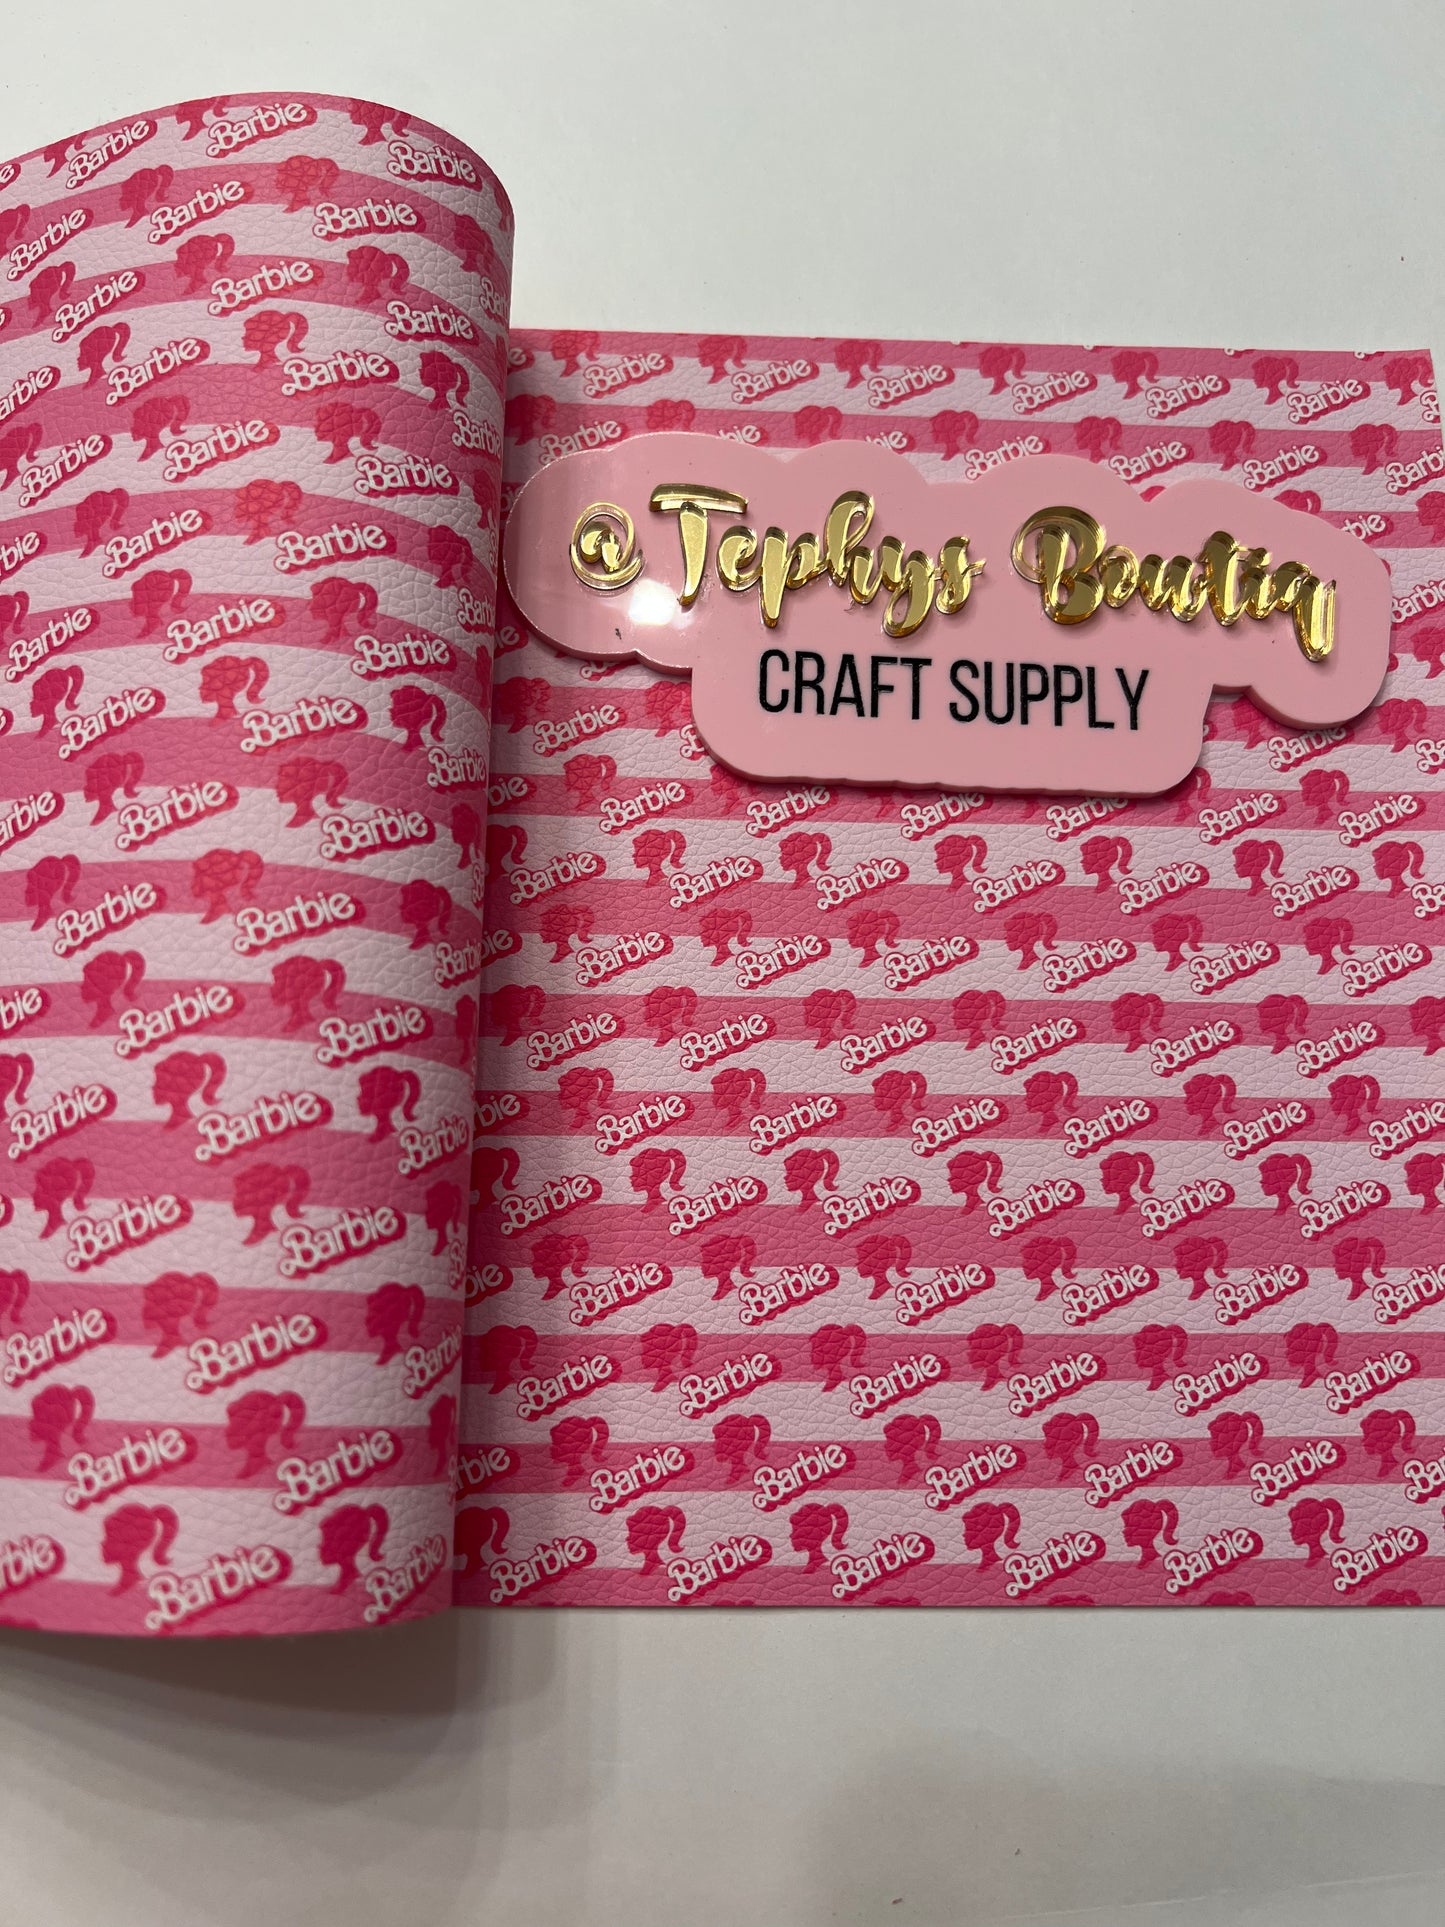 @Tephys Boutiq
CRAFT SUPPLY
Barbie